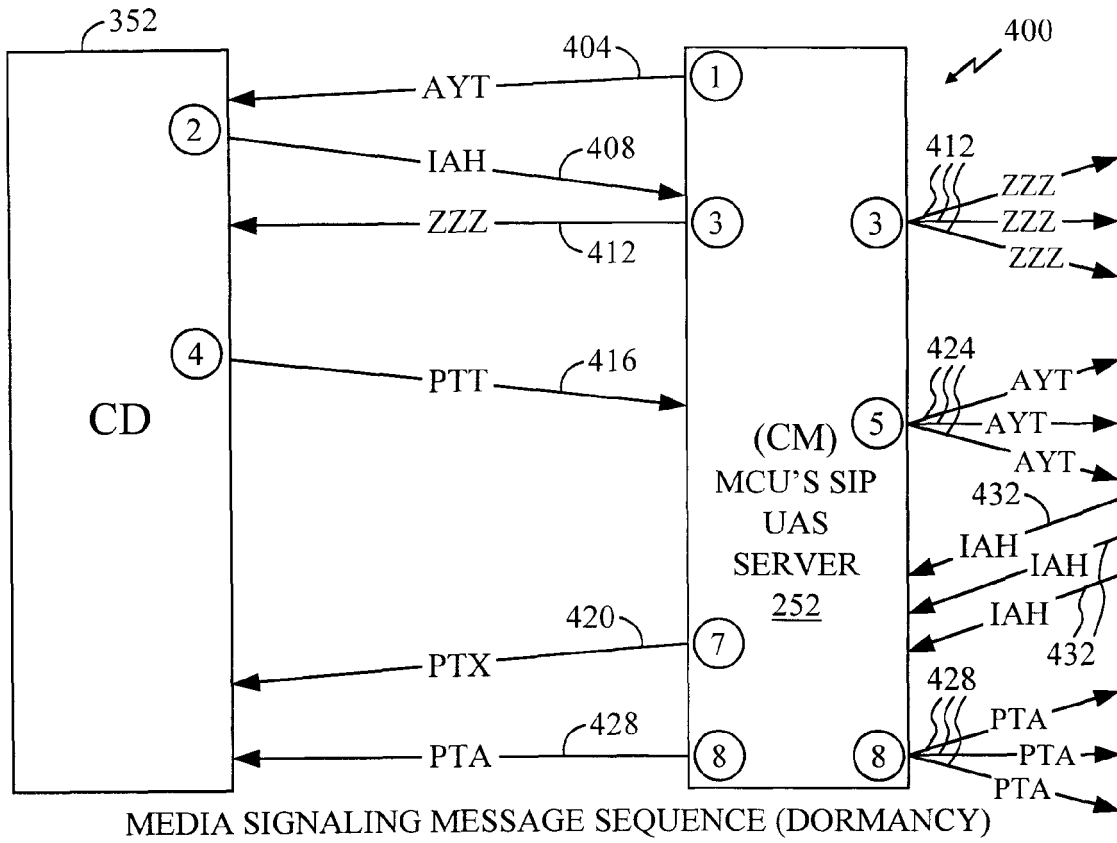 352
404
400
1
AYT
2
412
IAH
408
ZZZ
ZZZ
3
3
ZZZ
412
ZZZ
4
424
PTT
416
AYT
CD
5
AYT
(CM)
AYT
MCU'S SIP
432
UAS
IAH
SERVER
IAH
252
IAH
420
7
432
PTX
428
PTA
428
PTA
8
8
PTA
PTA
MEDIA SIGNALING MESSAGE SEQUENCE (DORMANCY)